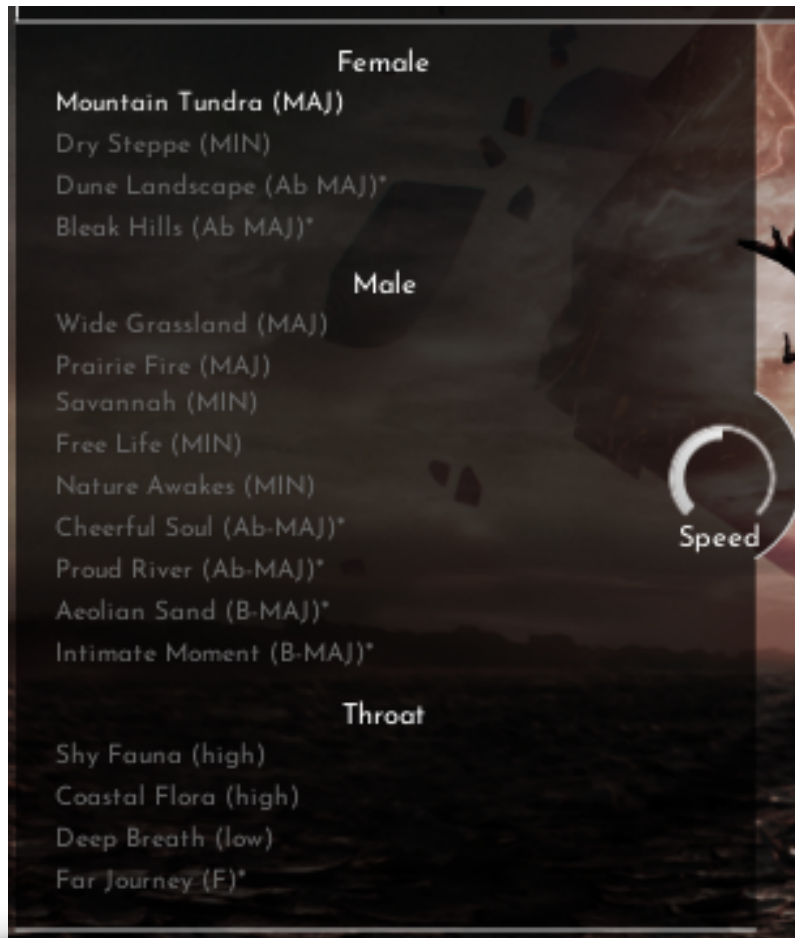 Female
Mountain Tundra (MAJ)
Dry Steppe (MIN)
Dune Landscape (Ab MAJ)*
Bleak Hills (Ab MAJ)*
Male
Wide Grassland (MAJ)
Prairie Fire (MAJ)
Savannah (MIN)
Free Life (MIN)
Nature Awakes (MIN)
Cheerful Soul (Ab-MAJ)*
Proud River (Ab-MAJ)*
Aeolian Sand (B-MAJ)*
Intimate Moment (B-MAJ)*
Speed
Throat
Shy Fauna (high)
Coastal Flora (high)
Deep Breath (low)
Far Journey (F)*